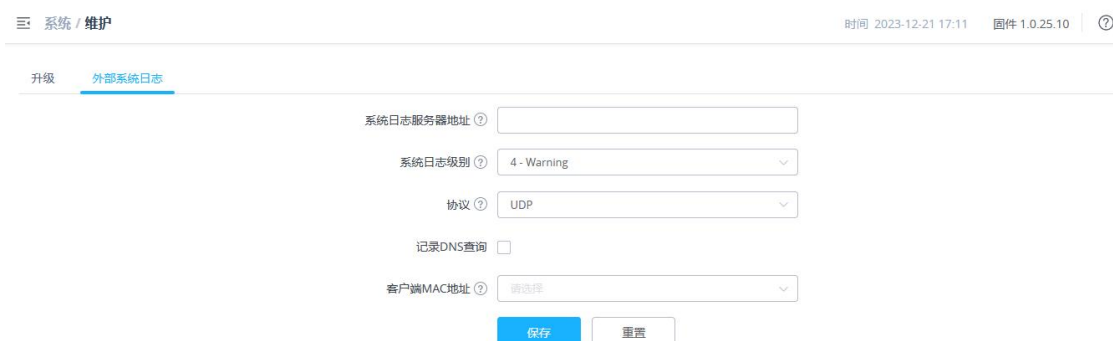 系统 / 维护
时间 2023-12-21 17:11 固件 1.0.25.10
升级 外部系统日志
系统日志服务器地址
系统日志级别 4 - Warning
协议 UDP
记录DNS查询
客户端MAC地址 请选择
保存 重置